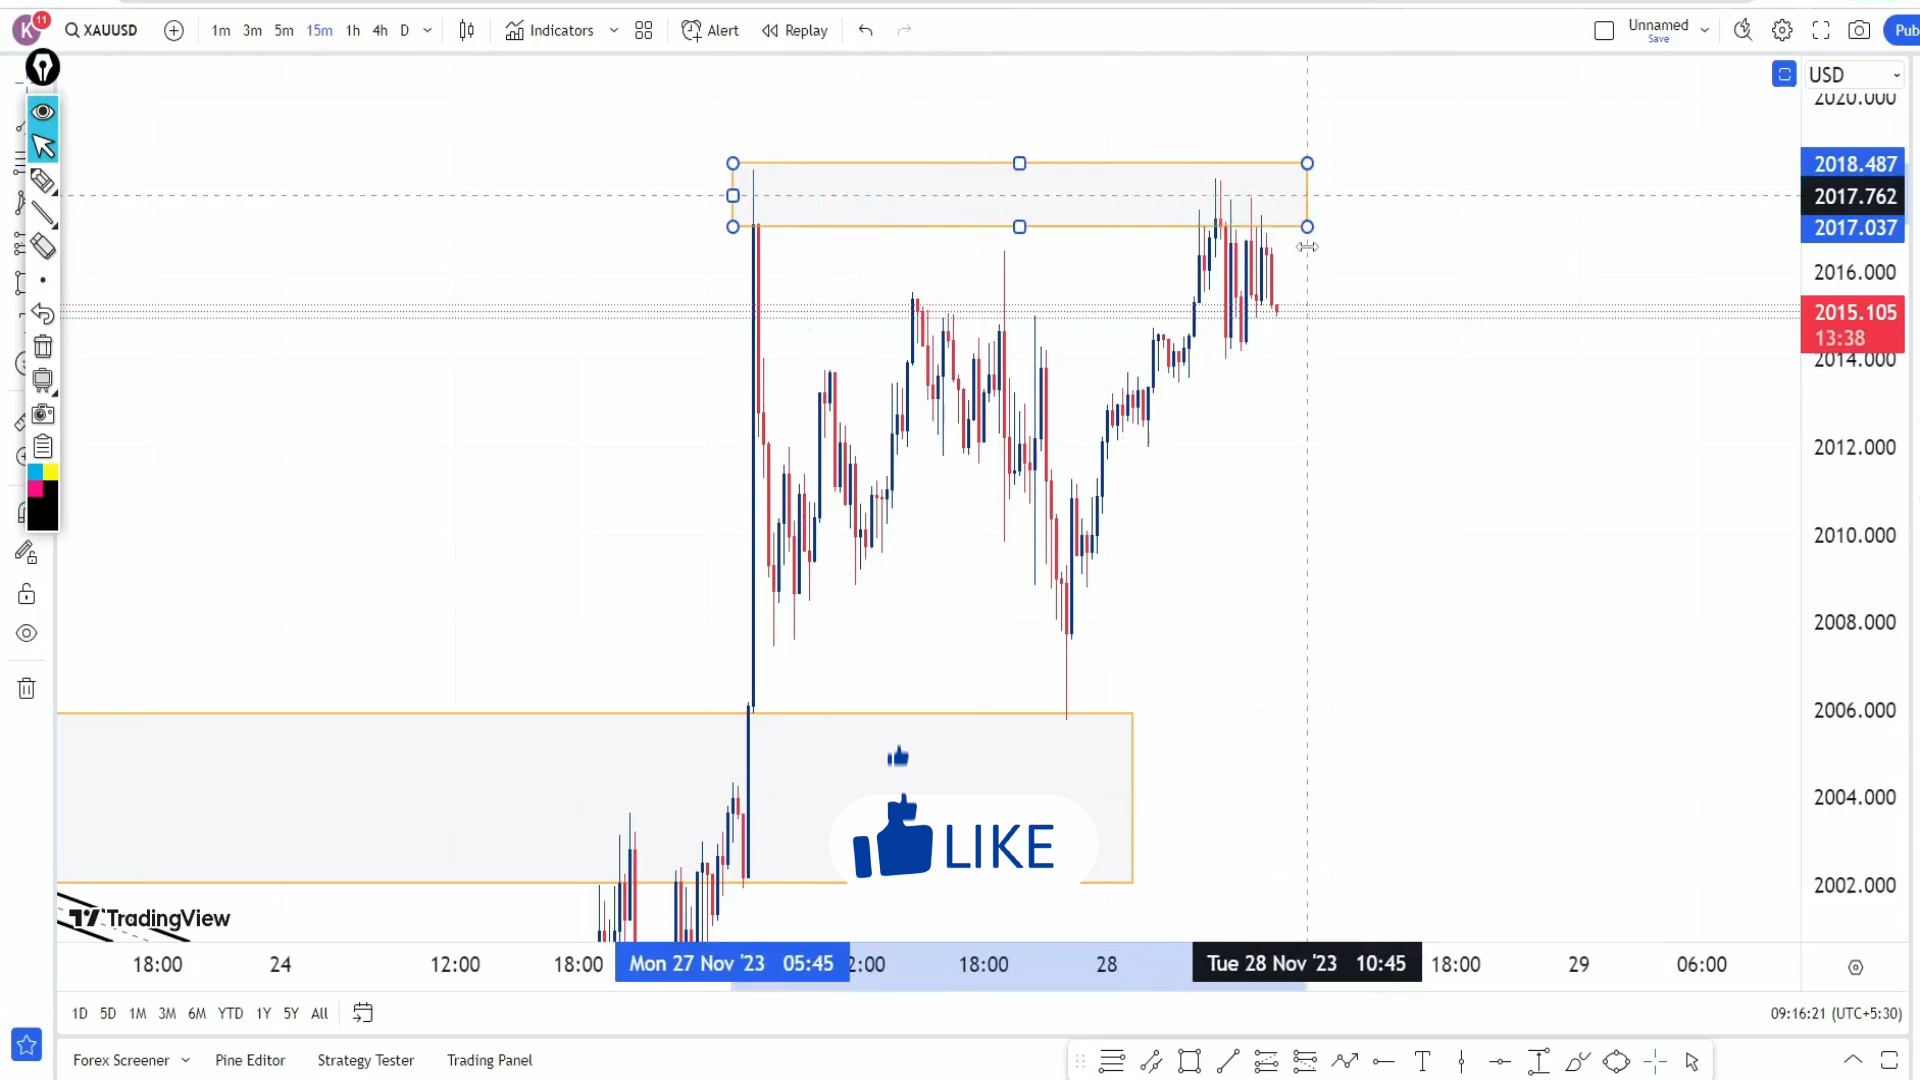 K 11 XAUUSD 1m 3m 5m 15m 1h 4h D Indicators Alert Replay Unnamed Pub
Save
USD
2020.000
2018.487
2017.762
2017.037
2016.000
2015.105
13:38
2014.000
2012.000
2010.000
2008.000
2006.000
2004.000
LIKE
2002.000
TradingView
18:00 24 12:00 18:00 Mon 27 Nov '23 05:45 2:00 18:00 28 Tue 28 Nov '23 10:45 18:00 29 06:00
1D 5D 1M 3M 6M YTD 1Y 5Y All 09:16:21 (UTC+5:30)
Forex Screener Pine Editor Strategy Tester Trading Panel